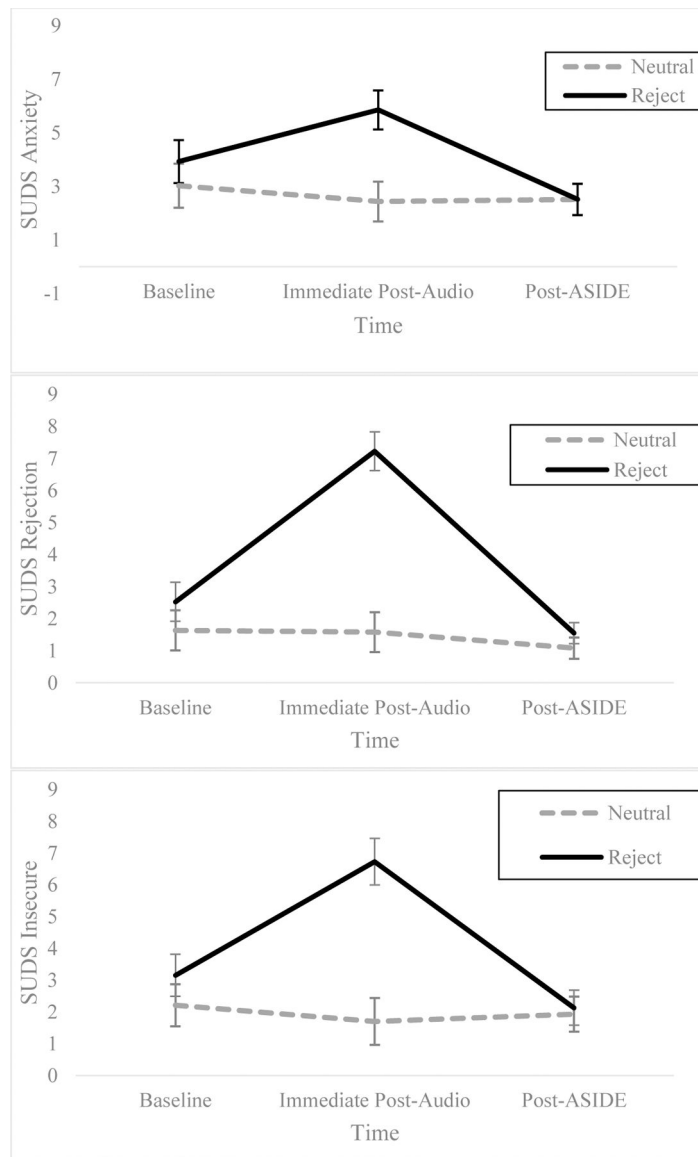 9
7
5
3
1
-1
SUDS Anxiety
Neutral
Reject
Baseline Immediate Post-Audio Post-ASIDE
Time
9
8
7
6
5
4
3
2
1
0
SUDS Rejection
Neutral
Reject
Baseline Immediate Post-Audio Post-ASIDE
Time
9
8
7
6
5
4
3
2
1
0
SUDS Insecure
Neutral
Reject
Baseline Immediate Post-Audio Post-ASIDE
Time